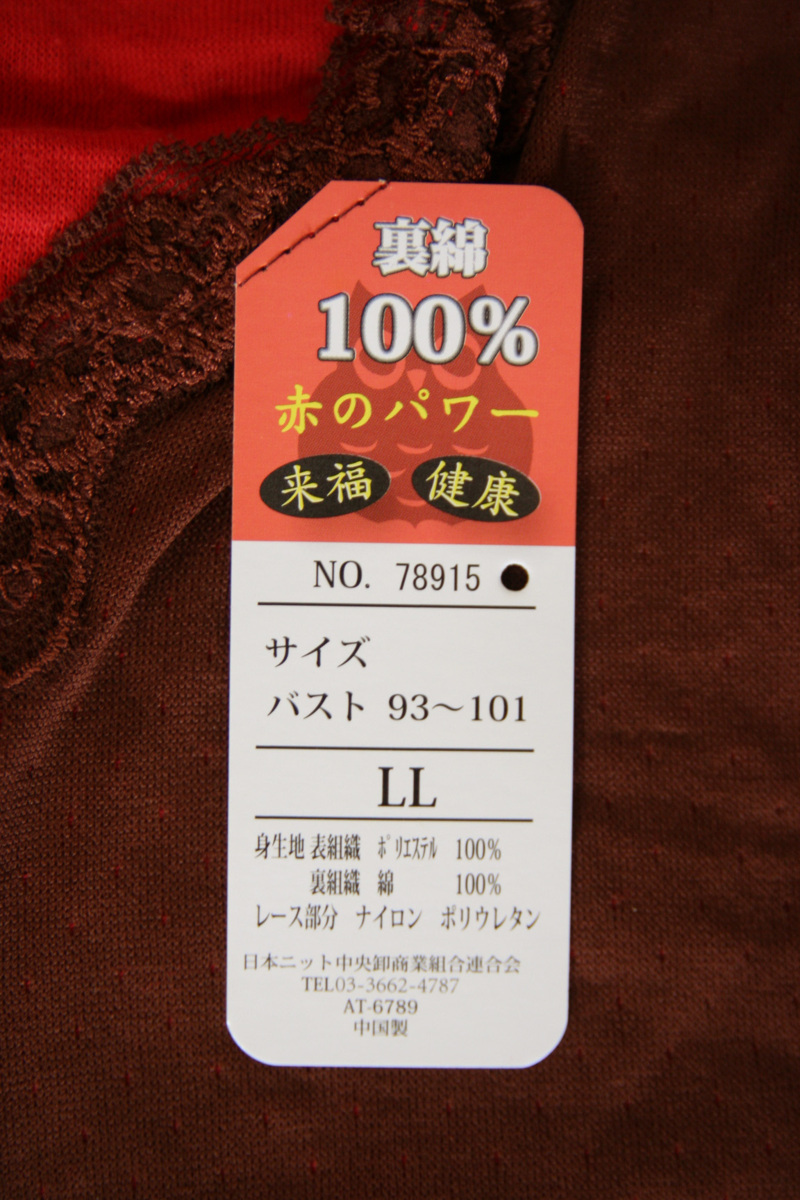 裏綿
100%
赤のパワー
来福 健康
NO. 78915
サイズ
バスト 93〜101
LL
身生地 表組織 ポリエステル 100%
裏組織 綿 100%
レース部分 ナイロン ポリウレタン
日本ニット中央卸商業組合連合会
TEL03-3662-4787
AT-6789
中国製